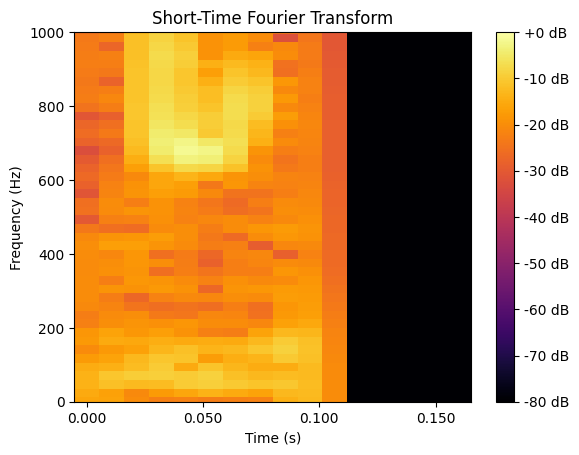 Short-Time Fourier Transform
1000
800
600
400
200
0
Frequency (Hz)
0.000
0.050
0.100
0.150
Time (s)
+0 dB
-10 dB
-20 dB
-30 dB
-40 dB
-50 dB
-60 dB
-70 dB
-80 dB